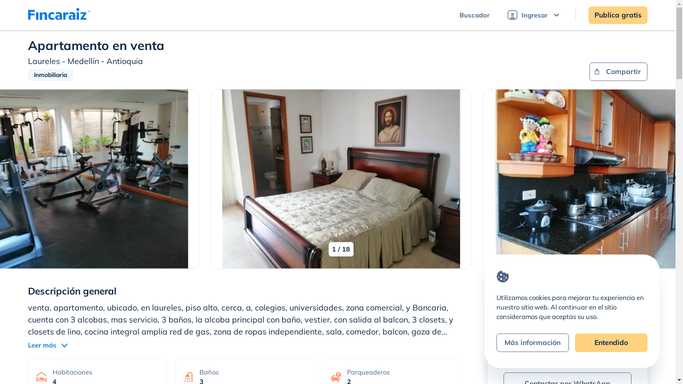 Fincaraiz
Buscador
Ingresar
Publica gratis
Apartamento en venta
Laureles - Medellín - Antioquia
Inmobiliaria
Compartir
1 / 18
Descripción general
venta, apartamento, ubicado, en laureles, piso alto, cerca, a, colegios, universidades, zona comercial, y Bancaria,
cuenta con 3 alcobas, mas servicio, 3 baños, la alcoba principal con baño, vestier, con salida al balcon, 3 closets, y
closets de lino, cocina integral amplia red de gas, zona de ropas independiente, sala, comedor, balcon, goza de...
Leer más
Habitaciones
4
Baños
3
Parqueaderos
2
Utilizamos cookies para mejorar tu experiencia en
nuestro sitio web. Al continuar en el sitio
consideramos que aceptas su uso.
Más información
Entendido
Contactar por WhatsApp